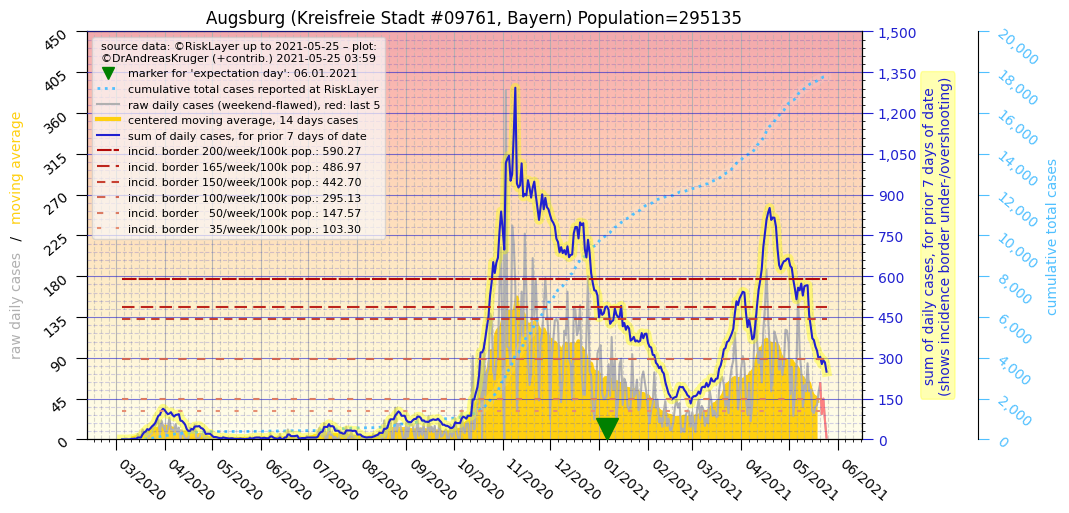 Augsburg (Kreisfreie Stadt #09761, Bayern) Population=295135
source data: ©RiskLayer up to 2021-05-25 – plot:
©DrAndreasKruger (+contrib.) 2021-05-25 03:59
marker for 'expectation day': 06.01.2021
cumulative total cases reported at RiskLayer
raw daily cases (weekend-flawed), red: last 5
centered moving average, 14 days cases
sum of daily cases, for prior 7 days of date
incid. border 200/week/100k pop.: 590.27
incid. border 165/week/100k pop.: 486.97
incid. border 150/week/100k pop.: 442.70
incid. border 100/week/100k pop.: 295.13
incid. border   50/week/100k pop.: 147.57
incid. border   35/week/100k pop.: 103.30
raw daily cases / moving average
450
405
360
315
270
225
180
135
90
45
0
03/2020
04/2020
05/2020
06/2020
07/2020
08/2020
09/2020
10/2020
11/2020
12/2020
01/2021
02/2021
03/2021
04/2021
05/2021
06/2021
1,500
1,350
1,200
1,050
900
750
600
450
300
150
0
sum of daily cases, for prior 7 days of date
(shows incidence border under-/overshooting)
20,000
18,000
16,000
14,000
12,000
10,000
8,000
6,000
4,000
2,000
0
cumulative total cases